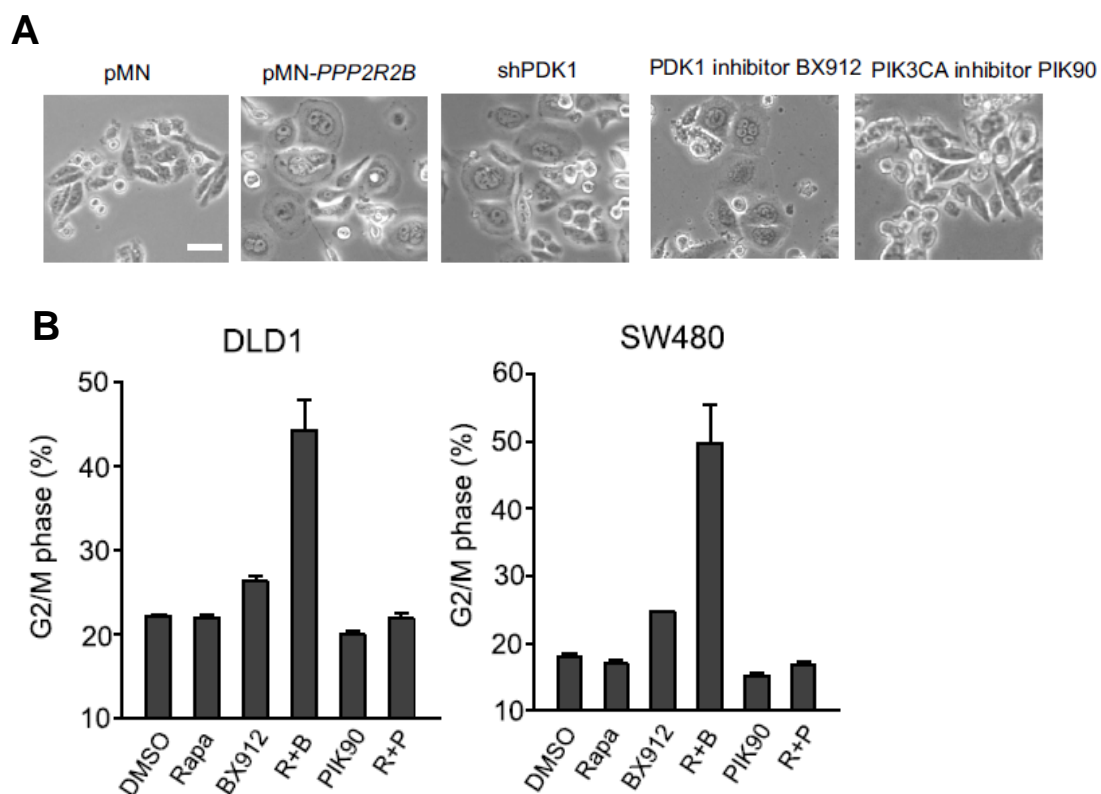 A
pMN
pMN-PPP2R2B
shPDK1
PDK1 inhibitor BX912
PIK3CA inhibitor PIK90
B
DLD1
G2/M phase (%)
50
40
30
20
10
DMSO
Rapa
BX912
R+B
PIK90
R+P
SW480
G2/M phase (%)
60
50
40
30
20
10
DMSO
Rapa
BX912
R+B
PIK90
R+P